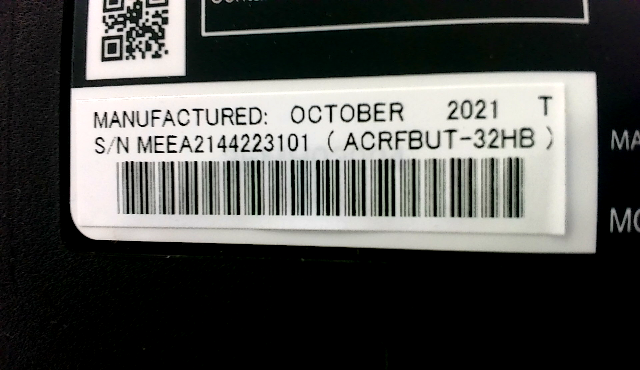 MANUFACTURED: OCTOBER 2021 T
S/N MEEA2144223101 ( ACRFBUT-32HB )